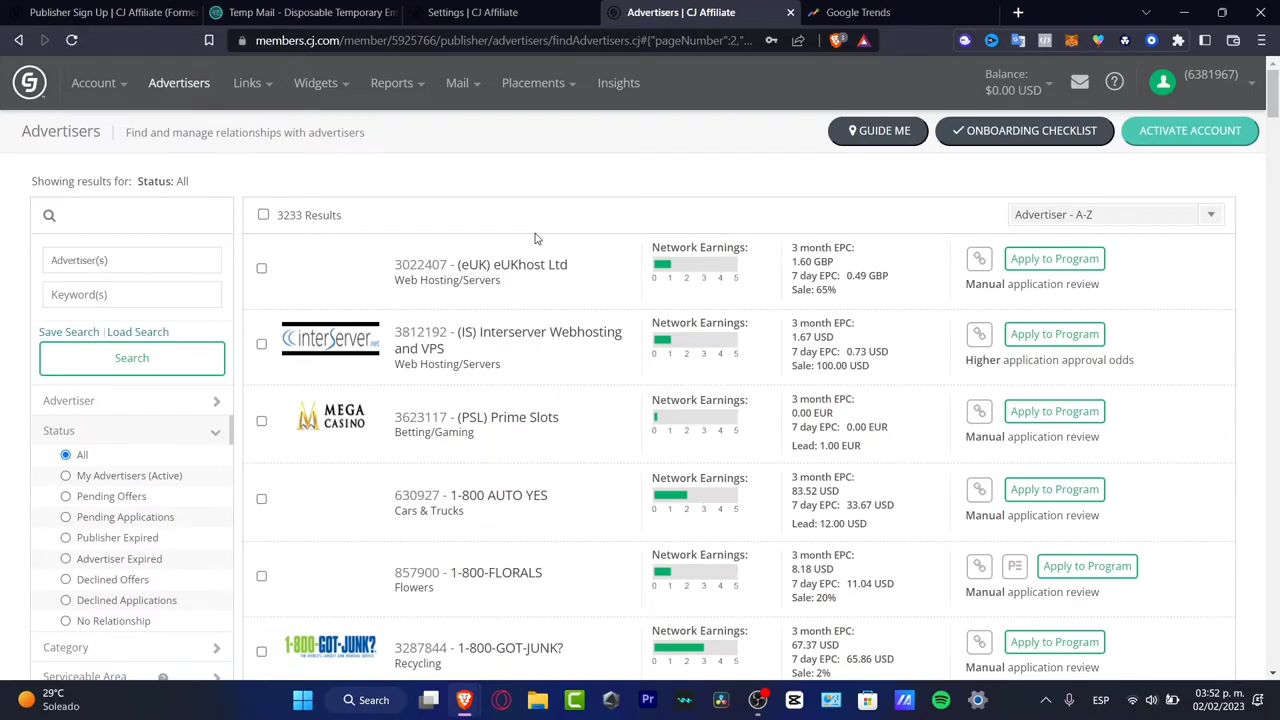 Publisher Sign Up | CJ Affiliate (Former
Temp Mail - Disposable Temporary Em
Settings | CJ Affiliate
Advertisers | CJ Affiliate
Google Trends
members.cj.com/member/5925766/publisher/advertisers/findAdvertisers.cj#{"pageNumber":2,"...
3
Account
Advertisers
Links
Widgets
Reports
Mail
Placements
Insights
Balance:
$0.00 USD
(6381967)
Advertisers
Find and manage relationships with advertisers
GUIDE ME
ONBOARDING CHECKLIST
ACTIVATE ACCOUNT
Showing results for: Status: All
3233 Results
Advertiser - A-Z
Advertiser(s)
Keyword(s)
Save Search | Load Search
Search
Advertiser
Status
All
My Advertisers (Active)
Pending Offers
Pending Applications
Publisher Expired
Advertiser Expired
Declined Offers
Declined Applications
No Relationship
Category
Serviceable Area
3022407 - (eUK) eUKhost Ltd
Web Hosting/Servers
Network Earnings:
0 1 2 3 4 5
3 month EPC:
1.60 GBP
7 day EPC: 0.49 GBP
Sale: 65%
Apply to Program
Manual application review
interServer.net
3812192 - (IS) Interserver Webhosting
and VPS
Web Hosting/Servers
Network Earnings:
0 1 2 3 4 5
3 month EPC:
1.67 USD
7 day EPC: 0.73 USD
Sale: 100.00 USD
Apply to Program
Higher application approval odds
MEGA
CASINO
3623117 - (PSL) Prime Slots
Betting/Gaming
Network Earnings:
0 1 2 3 4 5
3 month EPC:
0.00 EUR
7 day EPC: 0.00 EUR
Lead: 1.00 EUR
Apply to Program
Manual application review
630927 - 1-800 AUTO YES
Cars & Trucks
Network Earnings:
0 1 2 3 4 5
3 month EPC:
83.52 USD
7 day EPC: 33.67 USD
Lead: 12.00 USD
Apply to Program
Manual application review
857900 - 1-800-FLORALS
Flowers
Network Earnings:
0 1 2 3 4 5
3 month EPC:
8.18 USD
7 day EPC: 11.04 USD
Sale: 20%
Apply to Program
Manual application review
1-800-GOT-JUNK?
3287844 - 1-800-GOT-JUNK?
Recycling
Network Earnings:
0 1 2 3 4 5
3 month EPC:
67.37 USD
7 day EPC: 65.86 USD
Sale: 2%
Apply to Program
Manual application review
29°C
Soleado
Search
Pr
ESP
03:52 p. m.
02/02/2023